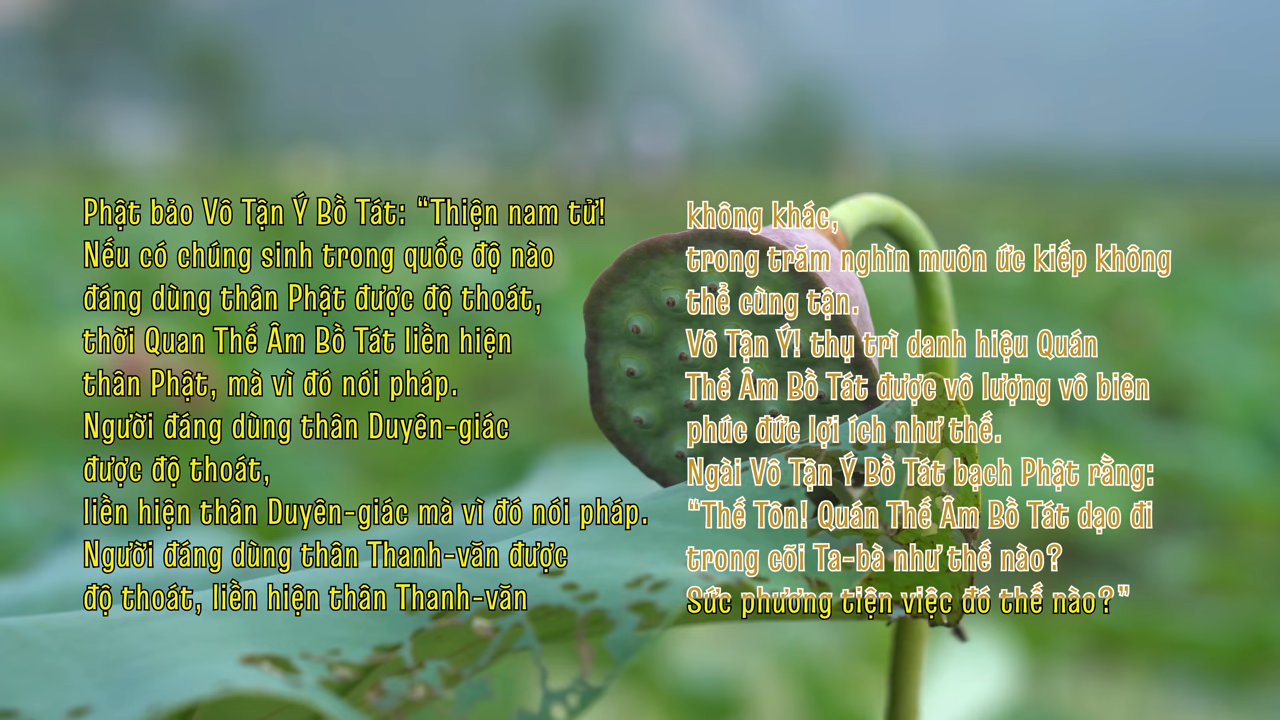 Phật bảo Vô Tận Ý Bồ Tát: “Thiện nam tử!
Nếu có chúng sinh trong quốc độ nào
đáng dùng thân Phật được độ thoát,
thời Quan Thế Âm Bồ Tát liền hiện
thân Phật, mà vì đó nói pháp.
Người đáng dùng thân Duyên-giác
được độ thoát,
liền hiện thân Duyên-giác mà vì đó nói pháp.
Người đáng dùng thân Thanh-văn được
độ thoát, liền hiện thân Thanh-văn
không khác,
trong trăm nghìn muôn ức kiếp không
thể cùng tận.
Vô Tận Ý! thụ trì danh hiệu Quán
Thế Âm Bồ Tát được vô lượng vô biên
phúc đức lợi ích như thế.
Ngài Vô Tận Ý Bồ Tát bạch Phật rằng:
“Thế Tôn! Quán Thế Âm Bồ Tát dạo đi
trong cõi Ta-bà như thế nào?
Sức phương tiện việc đó thế nào?”